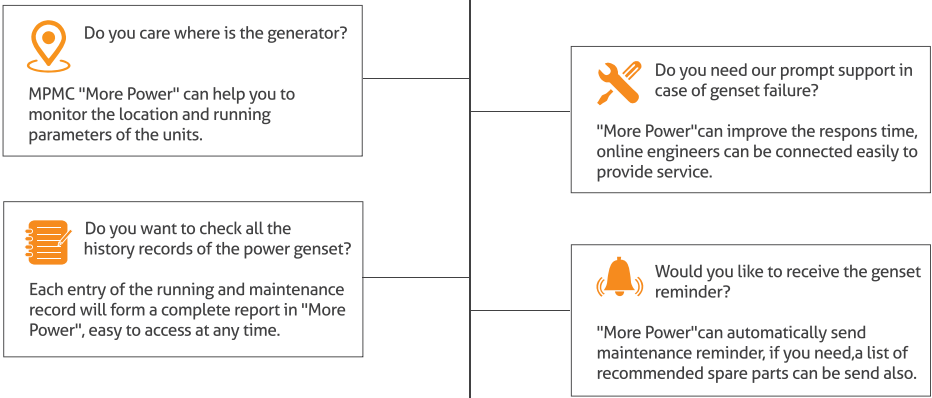 Do you care where is the generator?
MPMC "More Power" can help you to
monitor the location and running
parameters of the units.
Do you need our prompt support in
case of genset failure?
"More Power"can improve the respons time,
online engineers can be connected easily to
provide service.
Do you want to check all the
history records of the power genset?
Each entry of the running and maintenance
record will form a complete report in "More
Power", easy to access at any time.
Would you like to receive the genset
reminder?
"More Power"can automatically send
maintenance reminder, if you need,a list of
recommended spare parts can be send also.